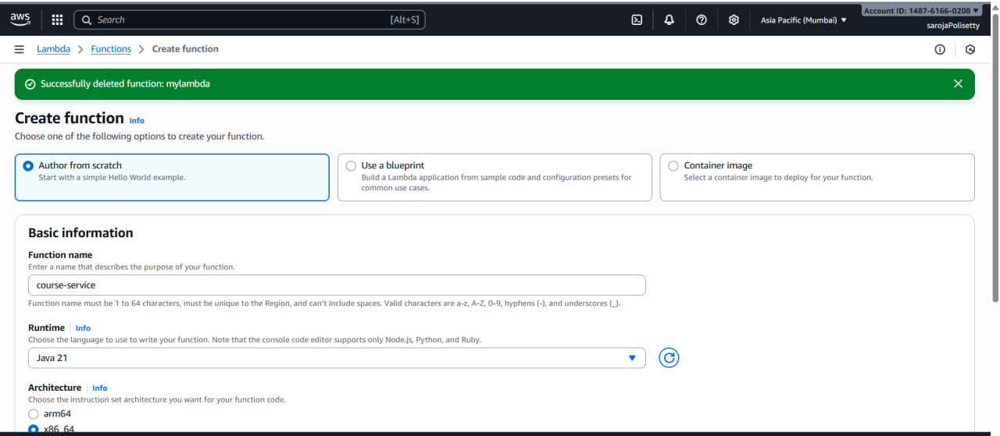 aws
Search [Alt+S]
Asia Pacific (Mumbai) ▼
Account ID: 1487-6166-0208 ▼
sarojaPolisetty
Lambda > Functions > Create function
Successfully deleted function: mylambda
Create function Info
Choose one of the following options to create your function.
Author from scratch
Start with a simple Hello World example.
Use a blueprint
Build a Lambda application from sample code and configuration presets for
common use cases.
Container image
Select a container image to deploy for your function.
Basic information
Function name
Enter a name that describes the purpose of your function.
course-service
Function name must be 1 to 64 characters, must be unique to the Region, and can't include spaces. Valid characters are a-z, A-Z, 0-9, hyphens (-), and underscores (_).
Runtime Info
Choose the language to use to write your function. Note that the console code editor supports only Node.js, Python, and Ruby.
Java 21
Architecture Info
Choose the instruction set architecture you want for your function code.
arm64
x86_64